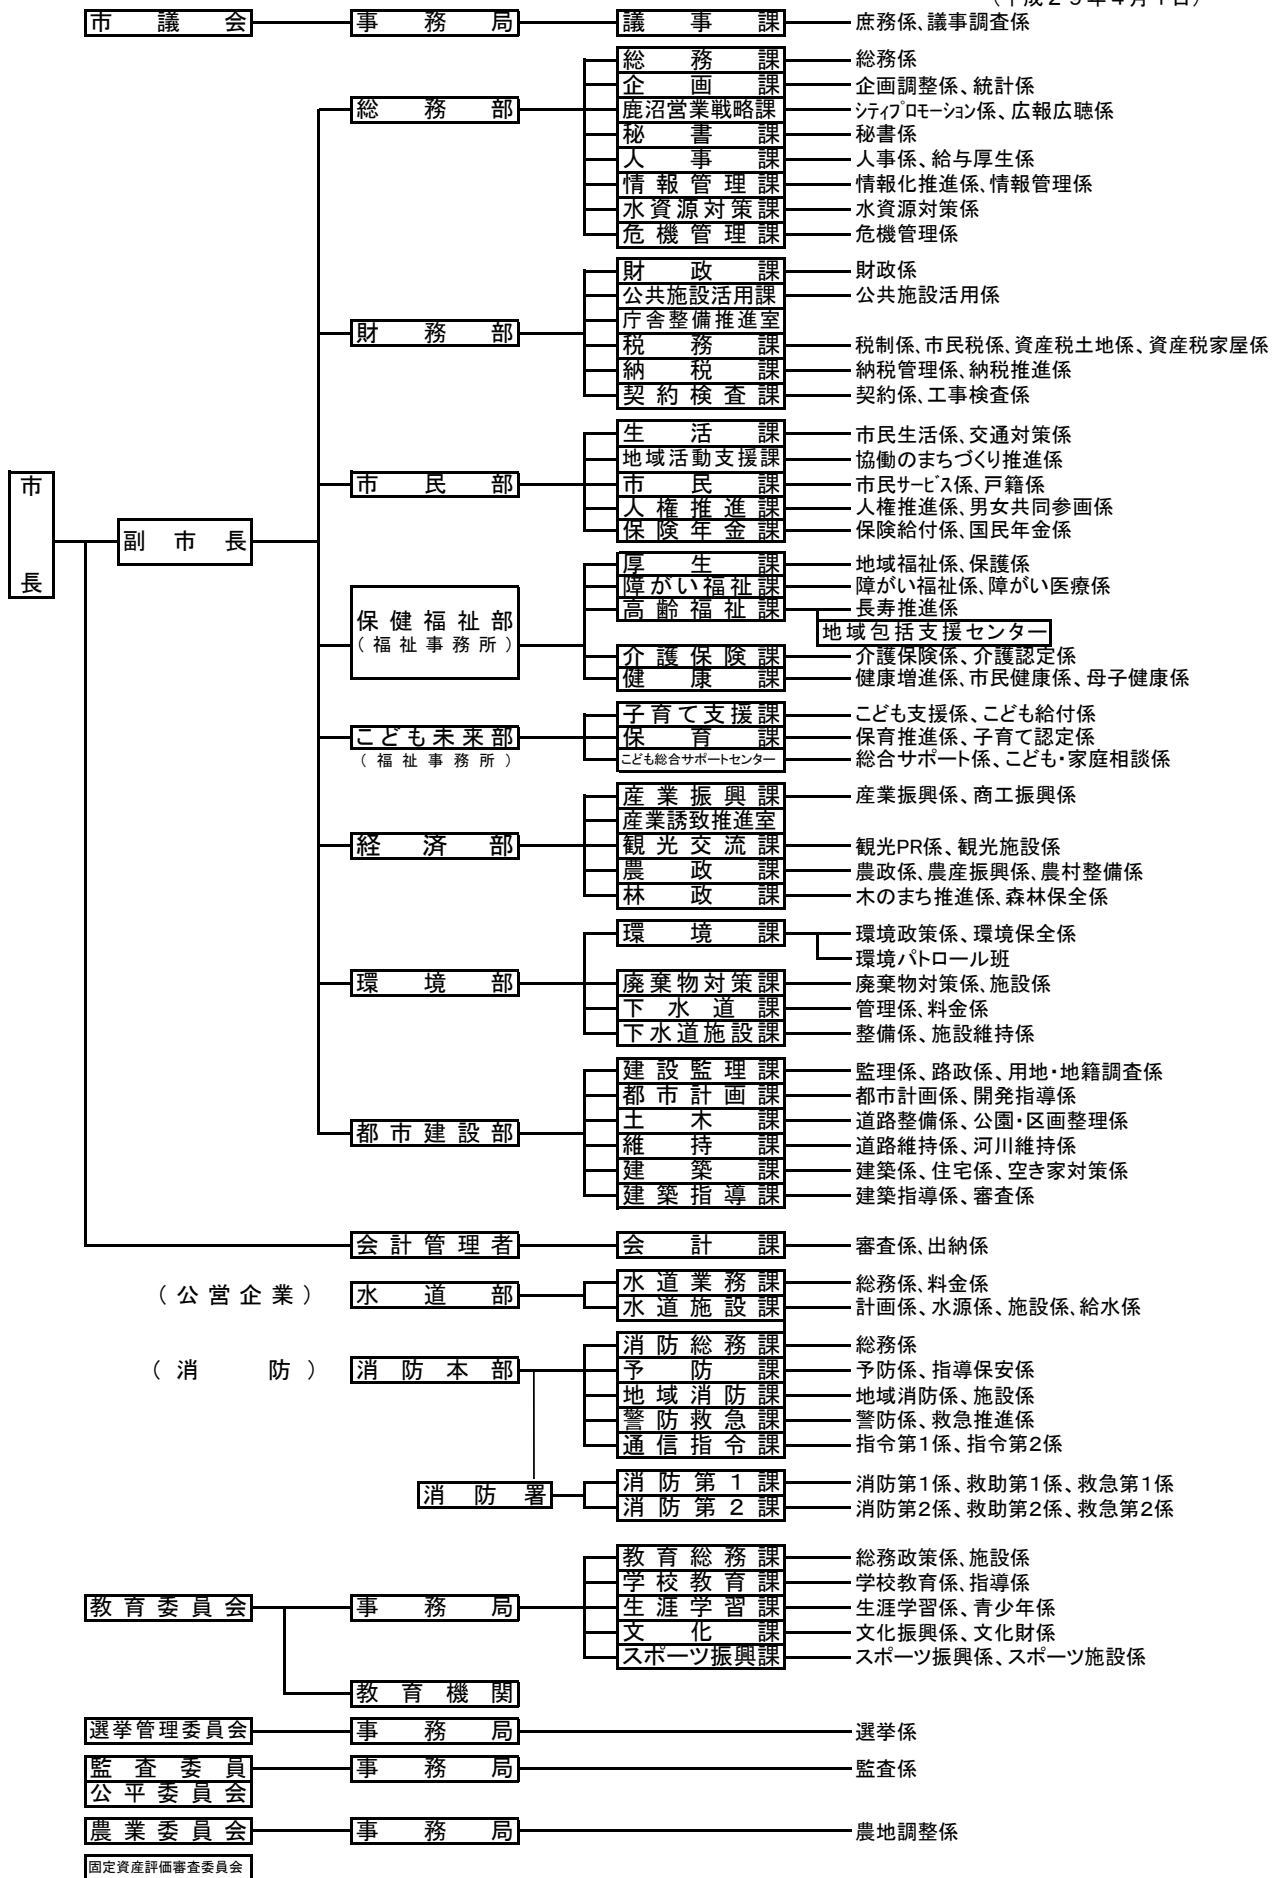 （平成２９年４月１日）
市議会 事務局 議事課 庶務係、議事調査係
総務課 総務係
企画課 企画調整係、統計係
総務部 鹿沼営業戦略課 シティプロモーション係、広報広聴係
秘書課 秘書係
人事課 人事係、給与厚生係
情報管理課 情報化推進係、情報管理係
水資源対策課 水資源対策係
危機管理課 危機管理係
財政課 財政係
公共施設活用課 公共施設活用係
庁舎整備推進室
財務部
税務課 税制係、市民税係、資産税土地係、資産税家屋係
納税課 納税管理係、納税推進係
契約検査課 契約係、工事検査係
生活課 市民生活係、交通対策係
地域活動支援課 協働のまちづくり推進係
市民部 市民課 市民サービス係、戸籍係
人権推進課 人権推進係、男女共同参画係
保険年金課 保険給付係、国民年金係
市長 副市長
厚生課 地域福祉係、保護係
障がい福祉課 障がい福祉係、障がい医療係
高齢福祉課 長寿推進係
保健福祉部 地域包括支援センター
（福祉事務所）
介護保険課 介護保険係、介護認定係
健康課 健康増進係、市民健康係、母子健康係
子育て支援課 こども支援係、こども給付係
こども未来部 保育課 保育推進係、子育て認定係
（福祉事務所） こども総合サポートセンター 総合サポート係、こども・家庭相談係
産業振興課 産業振興係、商工振興係
産業誘致推進室
経済部 観光交流課 観光PR係、観光施設係
農政課 農政係、農産振興係、農村整備係
林政課 木のまち推進係、森林保全係
環境課 環境政策係、環境保全係
環境パトロール班
環境部 廃棄物対策課 廃棄物対策係、施設係
下水道課 管理係、料金係
下水道施設課 整備係、施設維持係
建設監理課 監理係、路政係、用地・地籍調査係
都市計画課 都市計画係、開発指導係
土木課 道路整備係、公園・区画整理係
都市建設部 維持課 道路維持係、河川維持係
建築課 建築係、住宅係、空き家対策係
建築指導課 建築指導係、審査係
会計管理者 会計課 審査係、出納係
（公営企業） 水道部 水道業務課 総務係、料金係
水道施設課 計画係、水源係、施設係、給水係
消防総務課 総務係
（消防） 消防本部 予防課 予防係、指導保安係
地域消防課 地域消防係、施設係
警防救急課 警防係、救急推進係
通信指令課 指令第1係、指令第2係
消防署 消防第１課 消防第1係、救助第1係、救急第1係
消防第２課 消防第2係、救助第2係、救急第2係
教育総務課 総務政策係、施設係
学校教育課 学校教育係、指導係
教育委員会 事務局 生涯学習課 生涯学習係、青少年係
文化課 文化振興係、文化財係
スポーツ振興課 スポーツ振興係、スポーツ施設係
教育機関
選挙管理委員会 事務局 選挙係
監査委員 事務局 監査係
公平委員会
農業委員会 事務局 農地調整係
固定資産評価審査委員会